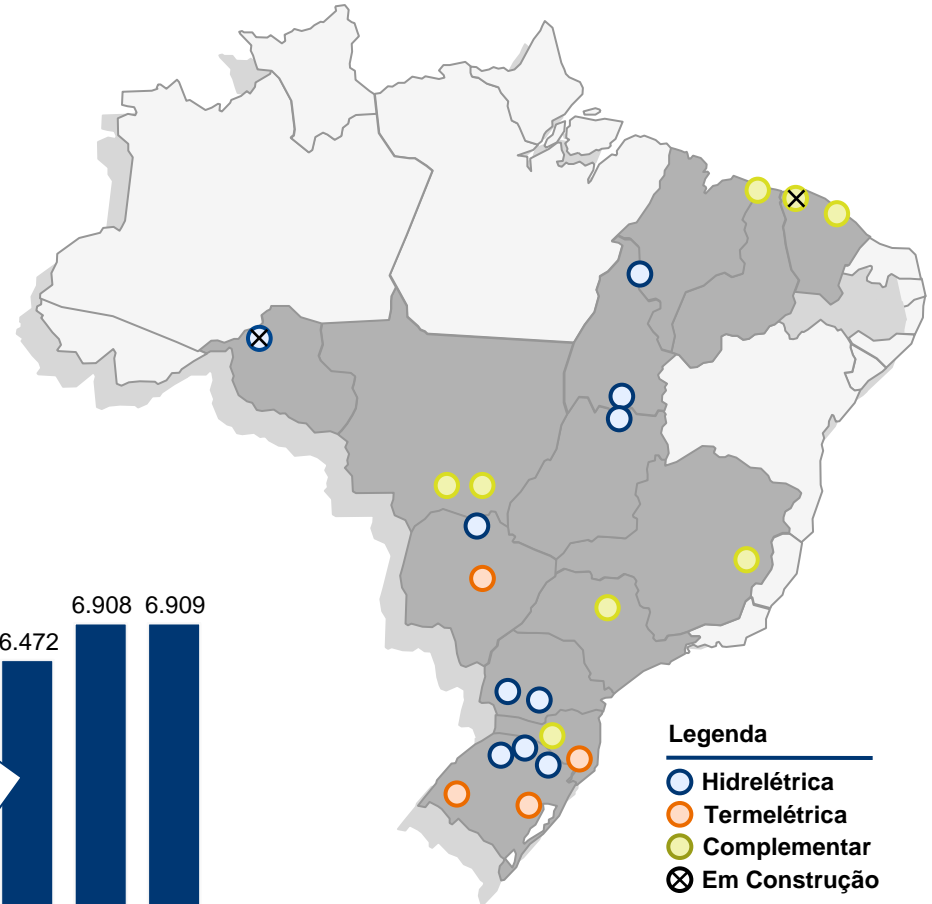 6.908 6.909
6.472
Legenda
Hidrelétrica
Termelétrica
Complementar
Em Construção